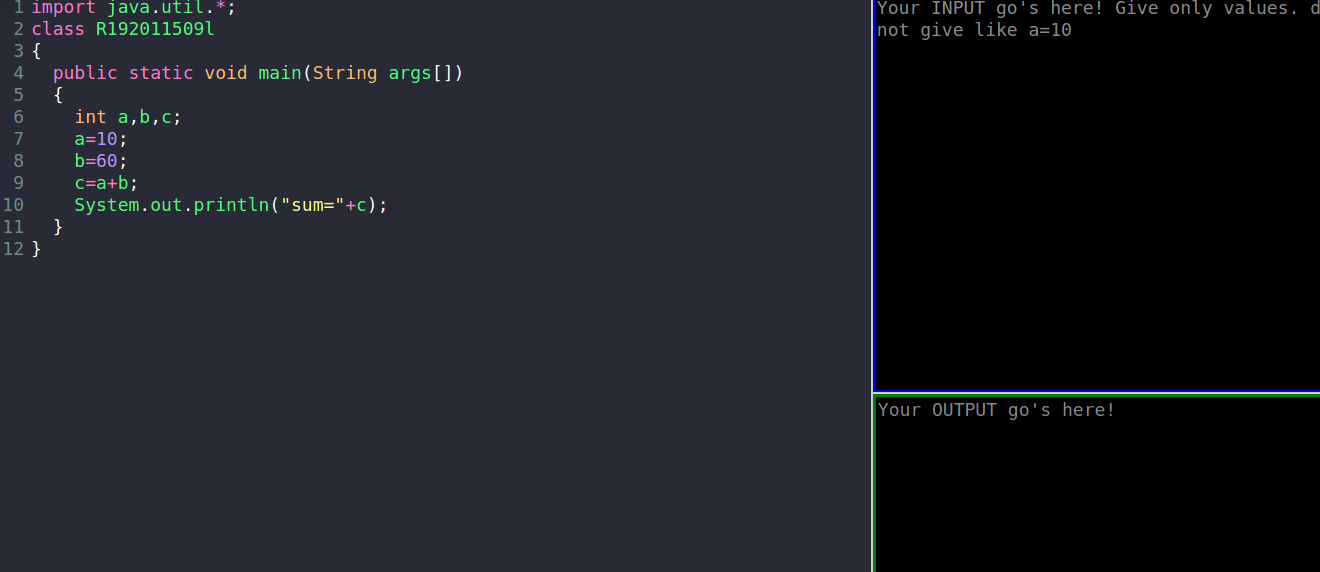 1 import java.util.*;
2 class R192011509l
3 {
4   public static void main(String args[])
5   {
6     int a,b,c;
7     a=10;
8     b=60;
9     c=a+b;
10     System.out.println("sum="+c);
11   }
12 }
Your INPUT go's here! Give only values. d
not give like a=10
Your OUTPUT go's here!